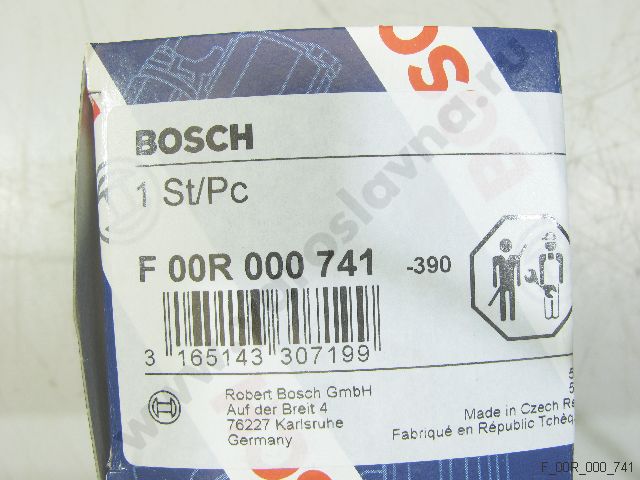 BOSCH
1 St/Pc
F 00R 000 741 -390
3 165143 307199
Robert Bosch GmbH
Auf der Breit 4
76227 Karlsruhe
Germany
Made in Czech Re
Fabriqué en République Tchèq
F_00R_000_741